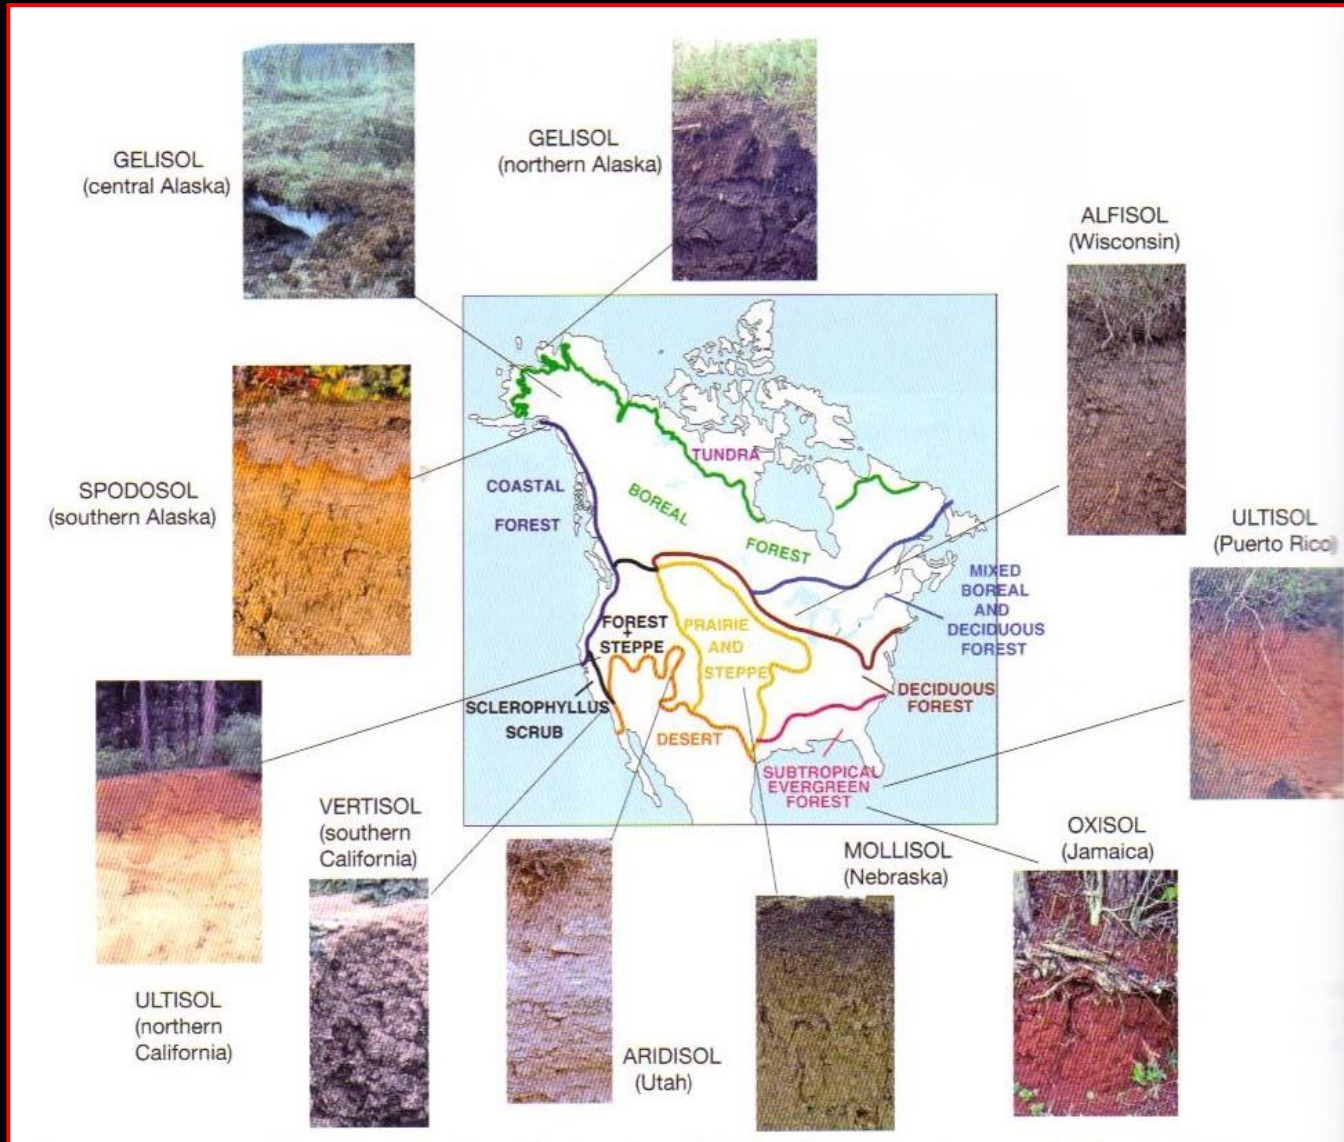 GELISOL
(central Alaska)
GELISOL
(northern Alaska)
ALFISOL
(Wisconsin)
SPODOSOL
(southern Alaska)
ULTISOL
(Puerto Rico)
TUNDRA
COASTAL
FOREST
BOREAL
FOREST
MIXED
BOREAL
AND
DECIDUOUS
FOREST
FOREST
+
STEPPE
PRAIRIE
AND
STEPPE
SCLEROPHYLLUS
SCRUB
DESERT
DECIDUOUS
FOREST
SUBTROPICAL
EVERGREEN
FOREST
VERTISOL
(southern
California)
MOLLISOL
(Nebraska)
OXISOL
(Jamaica)
ULTISOL
(northern
California)
ARIDISOL
(Utah)